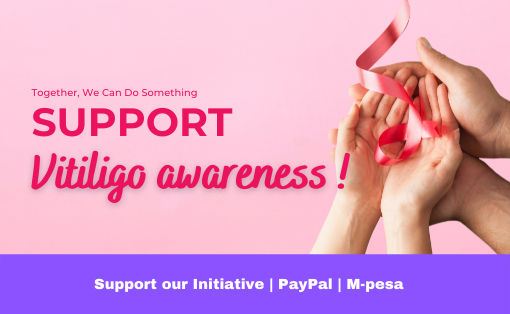 Together, We Can Do Something
SUPPORT
Vitiligo awareness !
Support our Initiative | PayPal | M-pesa